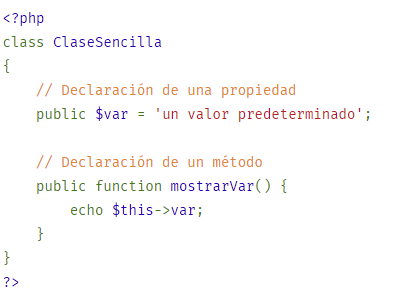 <?php
class ClaseSencilla
{
    // Declaración de una propiedad
    public $var = 'un valor predeterminado';

    // Declaración de un método
    public function mostrarVar() {
        echo $this->var;
    }
}
?>